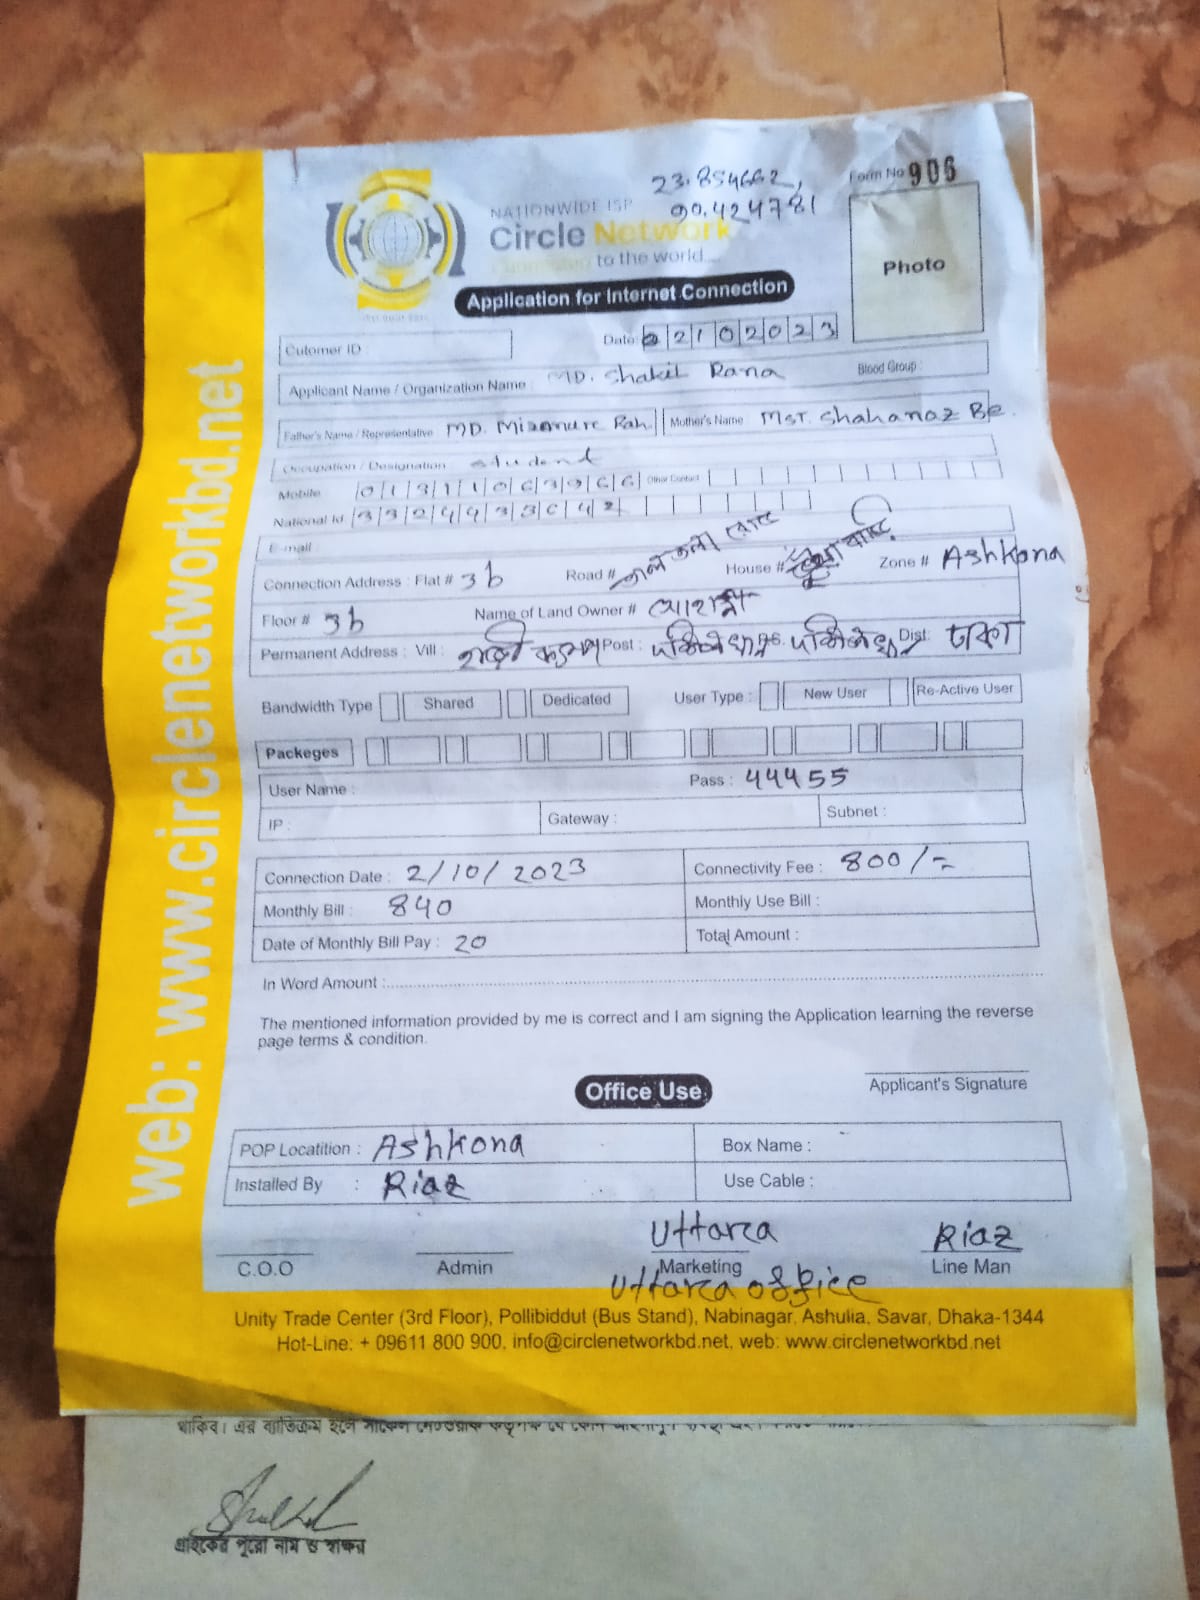 23.854662,
90.424781
Form No 906
NATIONWIDE ISP
Circle Network
to the world....
Photo
Application for Internet Connection
Cutomer ID
Date: 02102023
Applicant Name / Organization Name : MD. Shakil Rana
Blood Group :
Father's Name / Representative MD. Mizanure Rah. Mother's Name MST. Shahanaz Be.
Occupation / Designation student
Mobile Other Contact
National Id.
E-mail :
Connection Address : Flat # 3b Road # House # Zone # Ashkona
Floor # 3b Name of Land Owner #
Permanent Address : Vill : Post : Dist: ঢাকা
Bandwidth Type Shared Dedicated User Type : New User Re-Active User
Packeges
User Name : Pass : 44455
IP : Gateway : Subnet :
Connection Date : 2/10/2023 Connectivity Fee : 800/=
Monthly Bill : 840 Monthly Use Bill :
Date of Monthly Bill Pay : 20 Total Amount :
In Word Amount :
The mentioned information provided by me is correct and I am signing the Application learning the reverse
page terms & condition.
Office Use
Applicant's Signature
POP Locatition : Ashkona Box Name :
Installed By : Riaz Use Cable :
Uttarca Riaz
C.O.O Admin Marketing Line Man
Uttarca office
Unity Trade Center (3rd Floor), Pollibiddut (Bus Stand), Nabinagar, Ashulia, Savar, Dhaka-1344
Hot-Line: + 09611 800 900, info@circlenetworkbd.net, web: www.circlenetworkbd.net
web: www.circlenetworkbd.net
থাকিব। এর ব্যতিক্রম হলে
গ্রাহকের পুরো নাম ও স্বাক্ষর